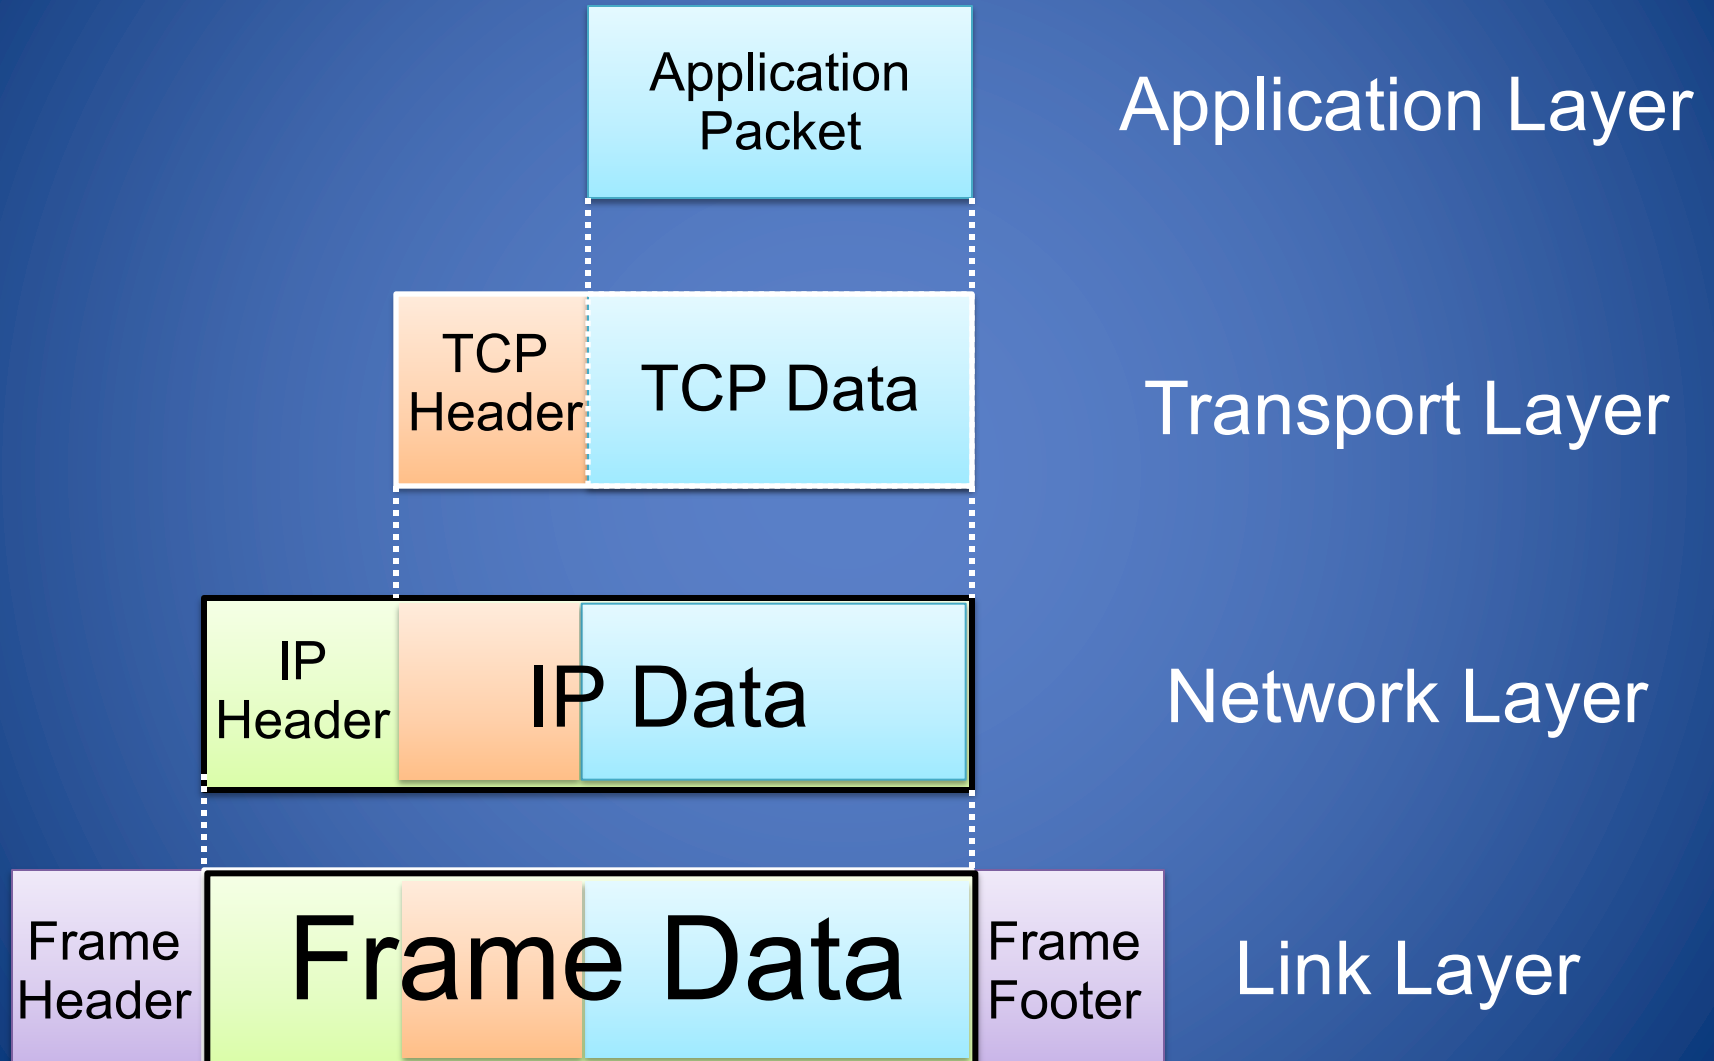 Application
Packet
Application Layer
TCP
Header
TCP Data
Transport Layer
IP
Header
IP Data
Network Layer
Frame
Header
Frame Data
Frame
Footer
Link Layer